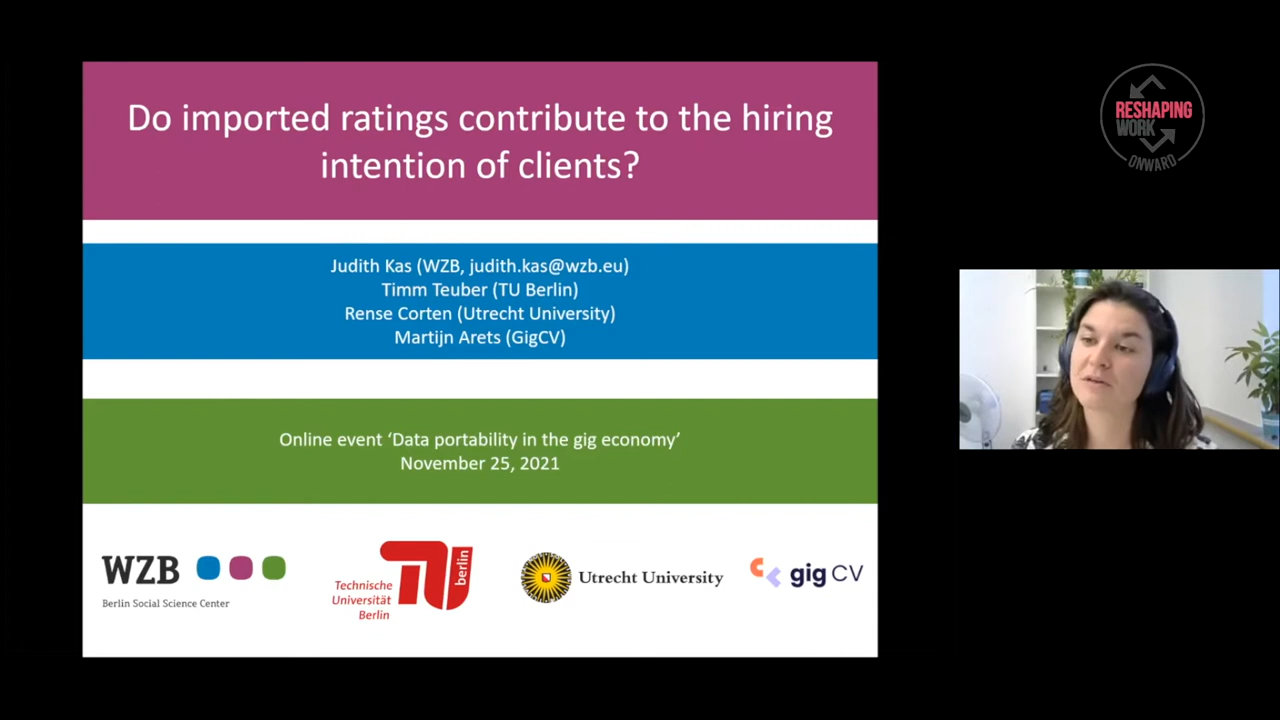 Do imported ratings contribute to the hiring
intention of clients?
Judith Kas (WZB, judith.kas@wzb.eu)
Timm Teuber (TU Berlin)
Rense Corten (Utrecht University)
Martijn Arets (GigCV)
Online event ‘Data portability in the gig economy’
November 25, 2021
WZB
Berlin Social Science Center
Technische
Universität
Berlin
berlin
Utrecht University
gig CV
RESHAPING
WORK
ONWARD